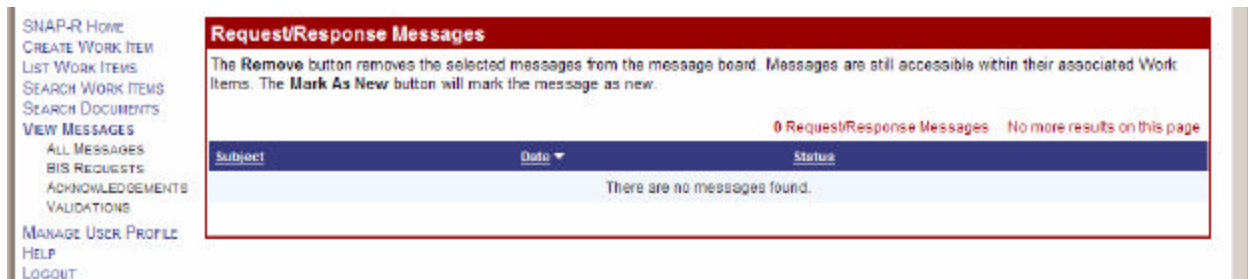 SNAP-R Home
Create Work Item
List Work Items
Search Work Items
Search Documents
View Messages
All Messages
BIS Requests
Acknowledgements
Validations
Manage User Profile
Help
Logout
Request/Response Messages
The Remove button removes the selected messages from the message board. Messages are still accessible within their associated Work
Items. The Mark As New button will mark the message as new.
0 Request/Response Messages No more results on this page
Subject Date Status
There are no messages found.